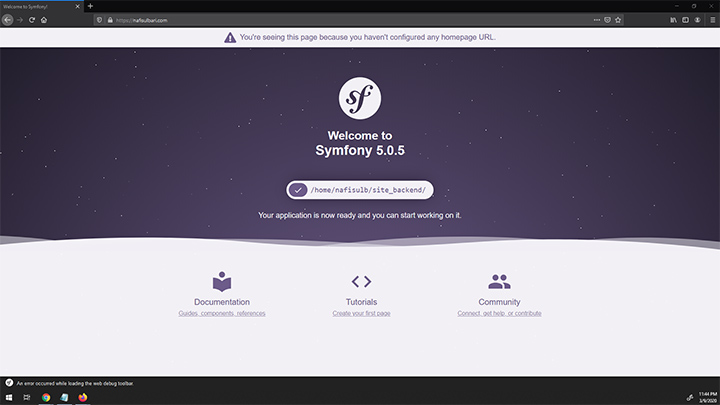 Welcome to Symfony!
https://nafisulbari.com
You're seeing this page because you haven't configured any homepage URL.
sf
Welcome to
Symfony 5.0.5
/home/nafisulb/site_backend/
Your application is now ready and you can start working on it.
Documentation
Guides, components, references
Tutorials
Create your first page
Community
Connect, get help, or contribute
sf An error occurred while loading the web debug toolbar.
11:44 PM
3/9/2020